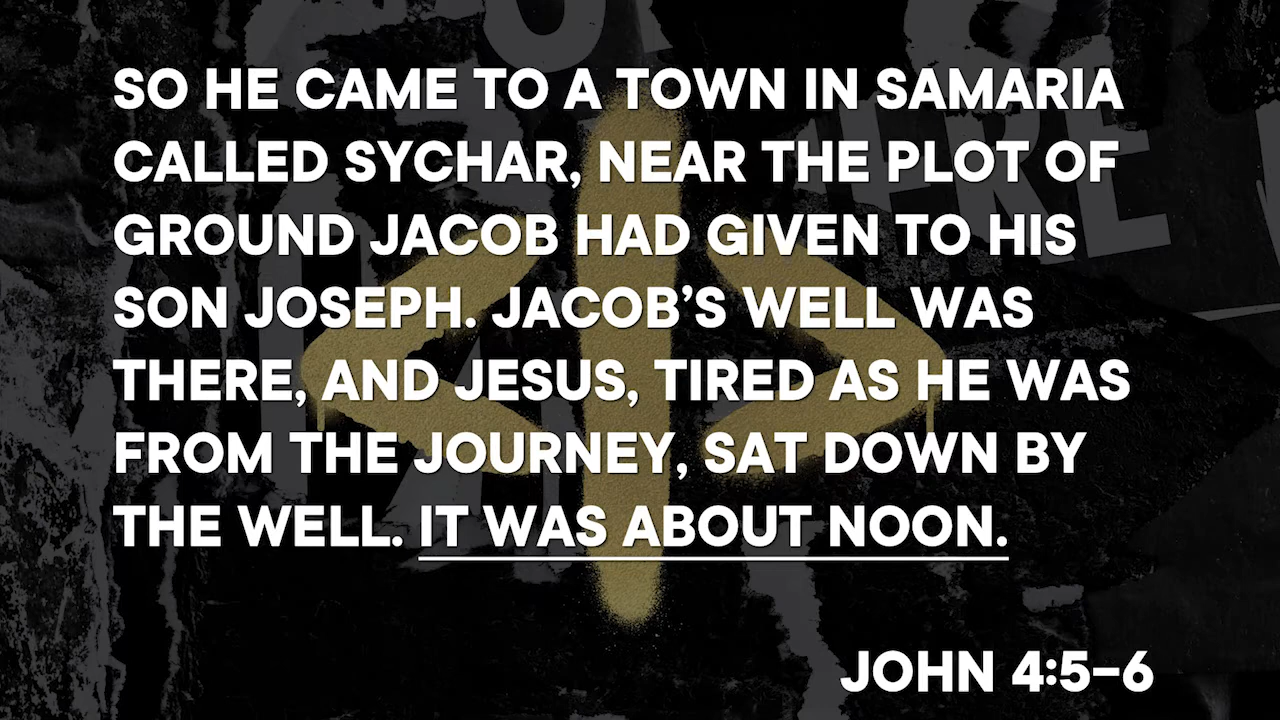 SO HE CAME TO A TOWN IN SAMARIA
CALLED SYCHAR, NEAR THE PLOT OF
GROUND JACOB HAD GIVEN TO HIS
SON JOSEPH. JACOB’S WELL WAS
THERE, AND JESUS, TIRED AS HE WAS
FROM THE JOURNEY, SAT DOWN BY
THE WELL. IT WAS ABOUT NOON.
JOHN 4:5–6